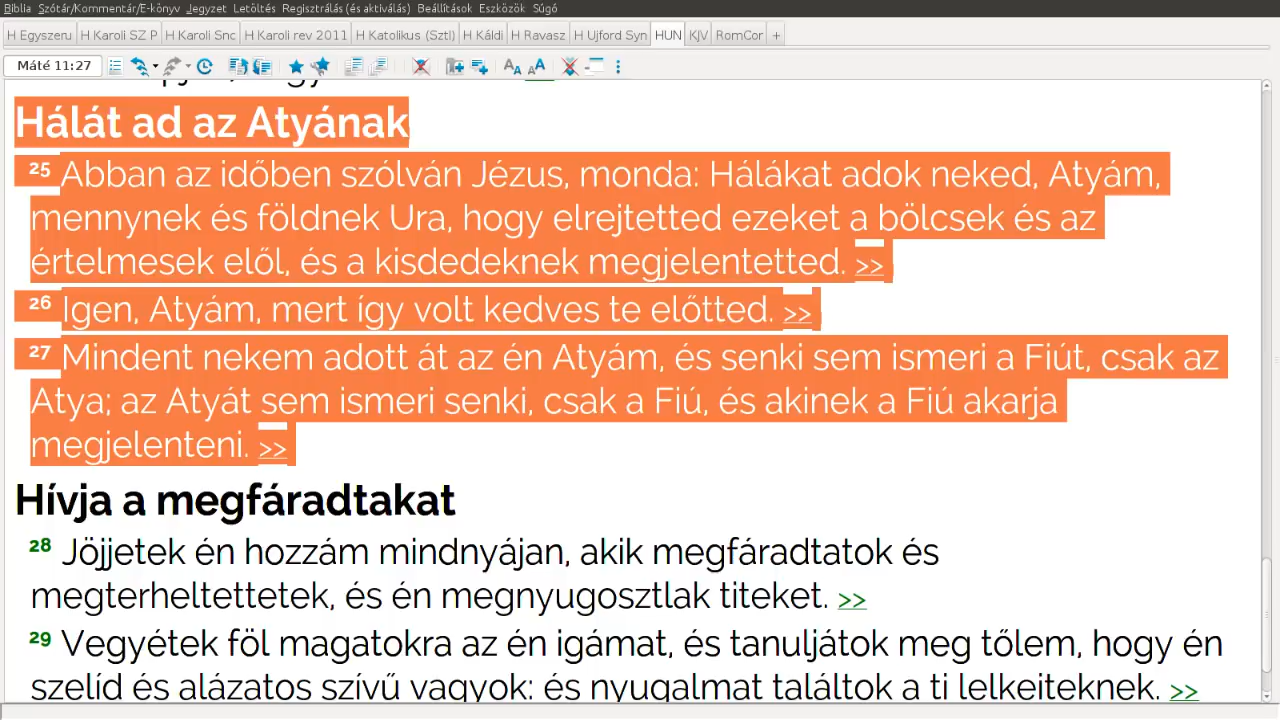 Biblia Szótár/Kommentár/E-könyv Jegyzet Letöltés Regisztrálás (és aktiválás) Beállítások Eszközök Súgó
H Egyszeru H Karoli SZ P H Karoli Snc H Karoli rev 2011 H Katolikus (Sztl) H Káldi H Ravasz H Ujford Syn HUN KJV RomCor +
Máté 11:27
Hálát ad az Atyának
25 Abban az időben szólván Jézus, monda: Hálákat adok neked, Atyám,
mennynek és földnek Ura, hogy elrejtetted ezeket a bölcsek és az
értelmesek elől, és a kisdedeknek megjelentetted. >>
26 Igen, Atyám, mert így volt kedves te előtted. >>
27 Mindent nekem adott át az én Atyám, és senki sem ismeri a Fiút, csak az
Atya; az Atyát sem ismeri senki, csak a Fiú, és akinek a Fiú akarja
megjelenteni. >>
Hívja a megfáradtakat
28 Jöjjetek én hozzám mindnyájan, akik megfáradtatok és
megterheltettetek, és én megnyugosztlak titeket. >>
29 Vegyétek föl magatokra az én igámat, és tanuljátok meg tőlem, hogy én
szelíd és alázatos szívű vagyok: és nyugalmat találtok a ti lelkeiteknek. >>